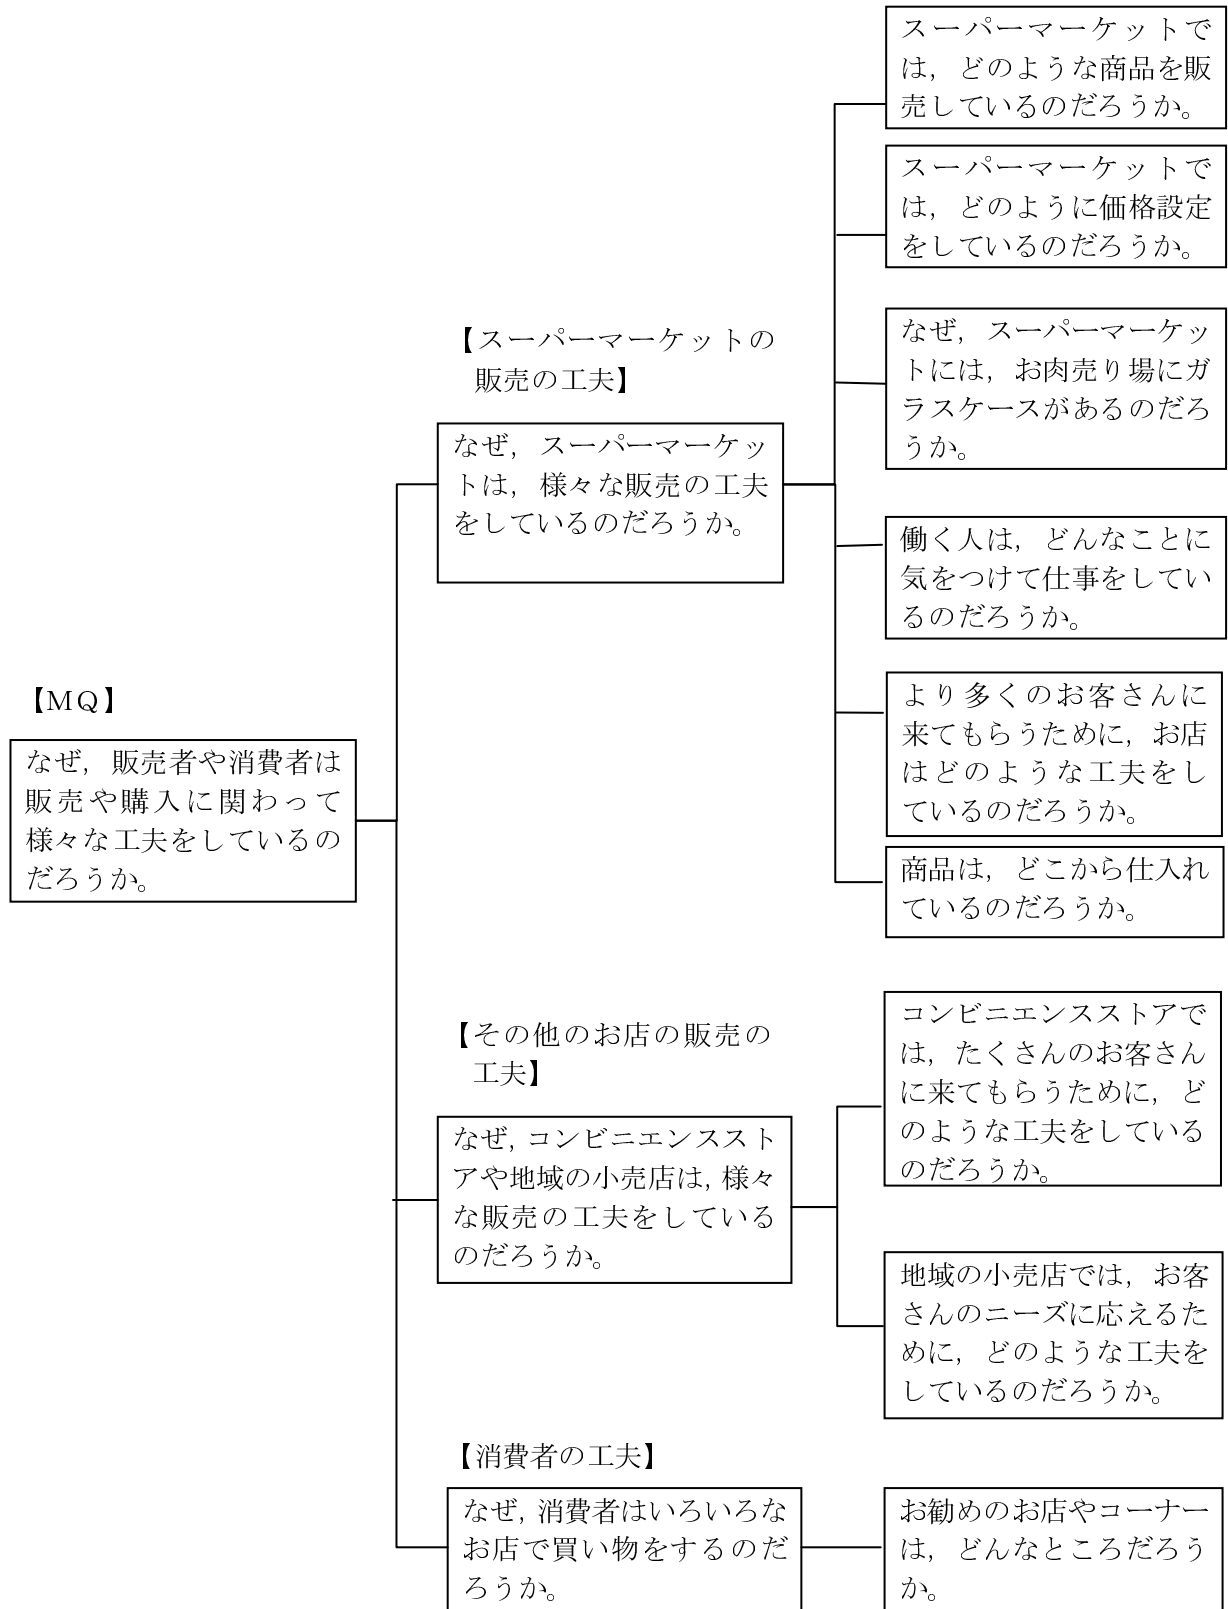 【MQ】
なぜ，販売者や消費者は
販売や購入に関わって
様々な工夫をしているの
だろうか。
【スーパーマーケットの
販売の工夫】
なぜ，スーパーマーケッ
トは，様々な販売の工夫
をしているのだろうか。
スーパーマーケットで
は，どのような商品を販
売しているのだろうか。
スーパーマーケットで
は，どのように価格設定
をしているのだろうか。
なぜ，スーパーマーケッ
トには，お肉売り場にガ
ラスケースがあるのだろ
うか。
働く人は，どんなことに
気をつけて仕事をしてい
るのだろうか。
より多くのお客さんに
来てもらうために，お店
はどのような工夫をし
ているのだろうか。
商品は，どこから仕入れ
ているのだろうか。
【その他のお店の販売の
工夫】
なぜ，コンビニエンススト
アや地域の小売店は，様々
な販売の工夫をしている
のだろうか。
コンビニエンスストアで
は，たくさんのお客さん
に来てもらうために，ど
のような工夫をしている
のだろうか。
地域の小売店では，お客
さんのニーズに応えるた
めに，どのような工夫を
しているのだろうか。
【消費者の工夫】
なぜ，消費者はいろいろな
お店で買い物をするのだ
ろうか。
お勧めのお店やコーナー
は，どんなところだろう
か。